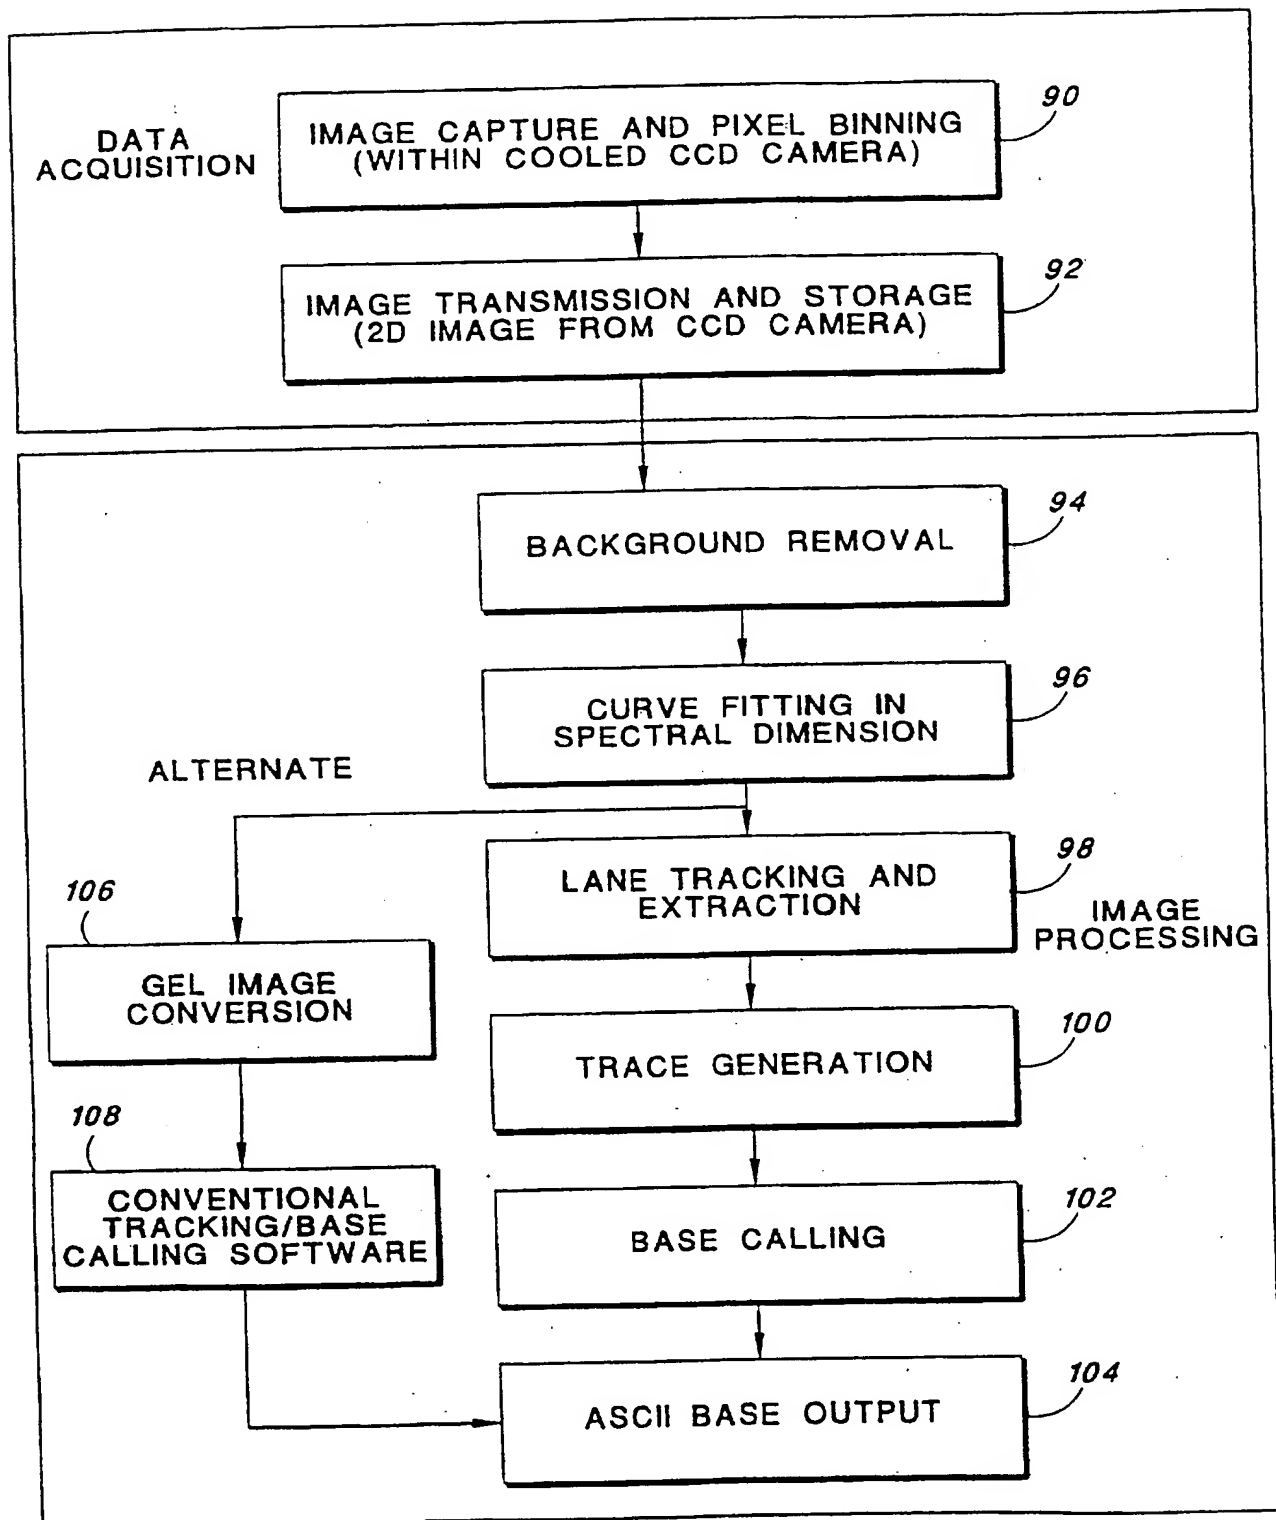 DATA
ACQUISITION
IMAGE CAPTURE AND PIXEL BINNING
(WITHIN COOLED CCD CAMERA)
90
IMAGE TRANSMISSION AND STORAGE
(2D IMAGE FROM CCD CAMERA)
92
BACKGROUND REMOVAL
94
CURVE FITTING IN
SPECTRAL DIMENSION
96
ALTERNATE
LANE TRACKING AND
EXTRACTION
98
IMAGE
PROCESSING
106
GEL IMAGE
CONVERSION
TRACE GENERATION
100
108
CONVENTIONAL
TRACKING/BASE
CALLING SOFTWARE
BASE CALLING
102
ASCII BASE OUTPUT
104